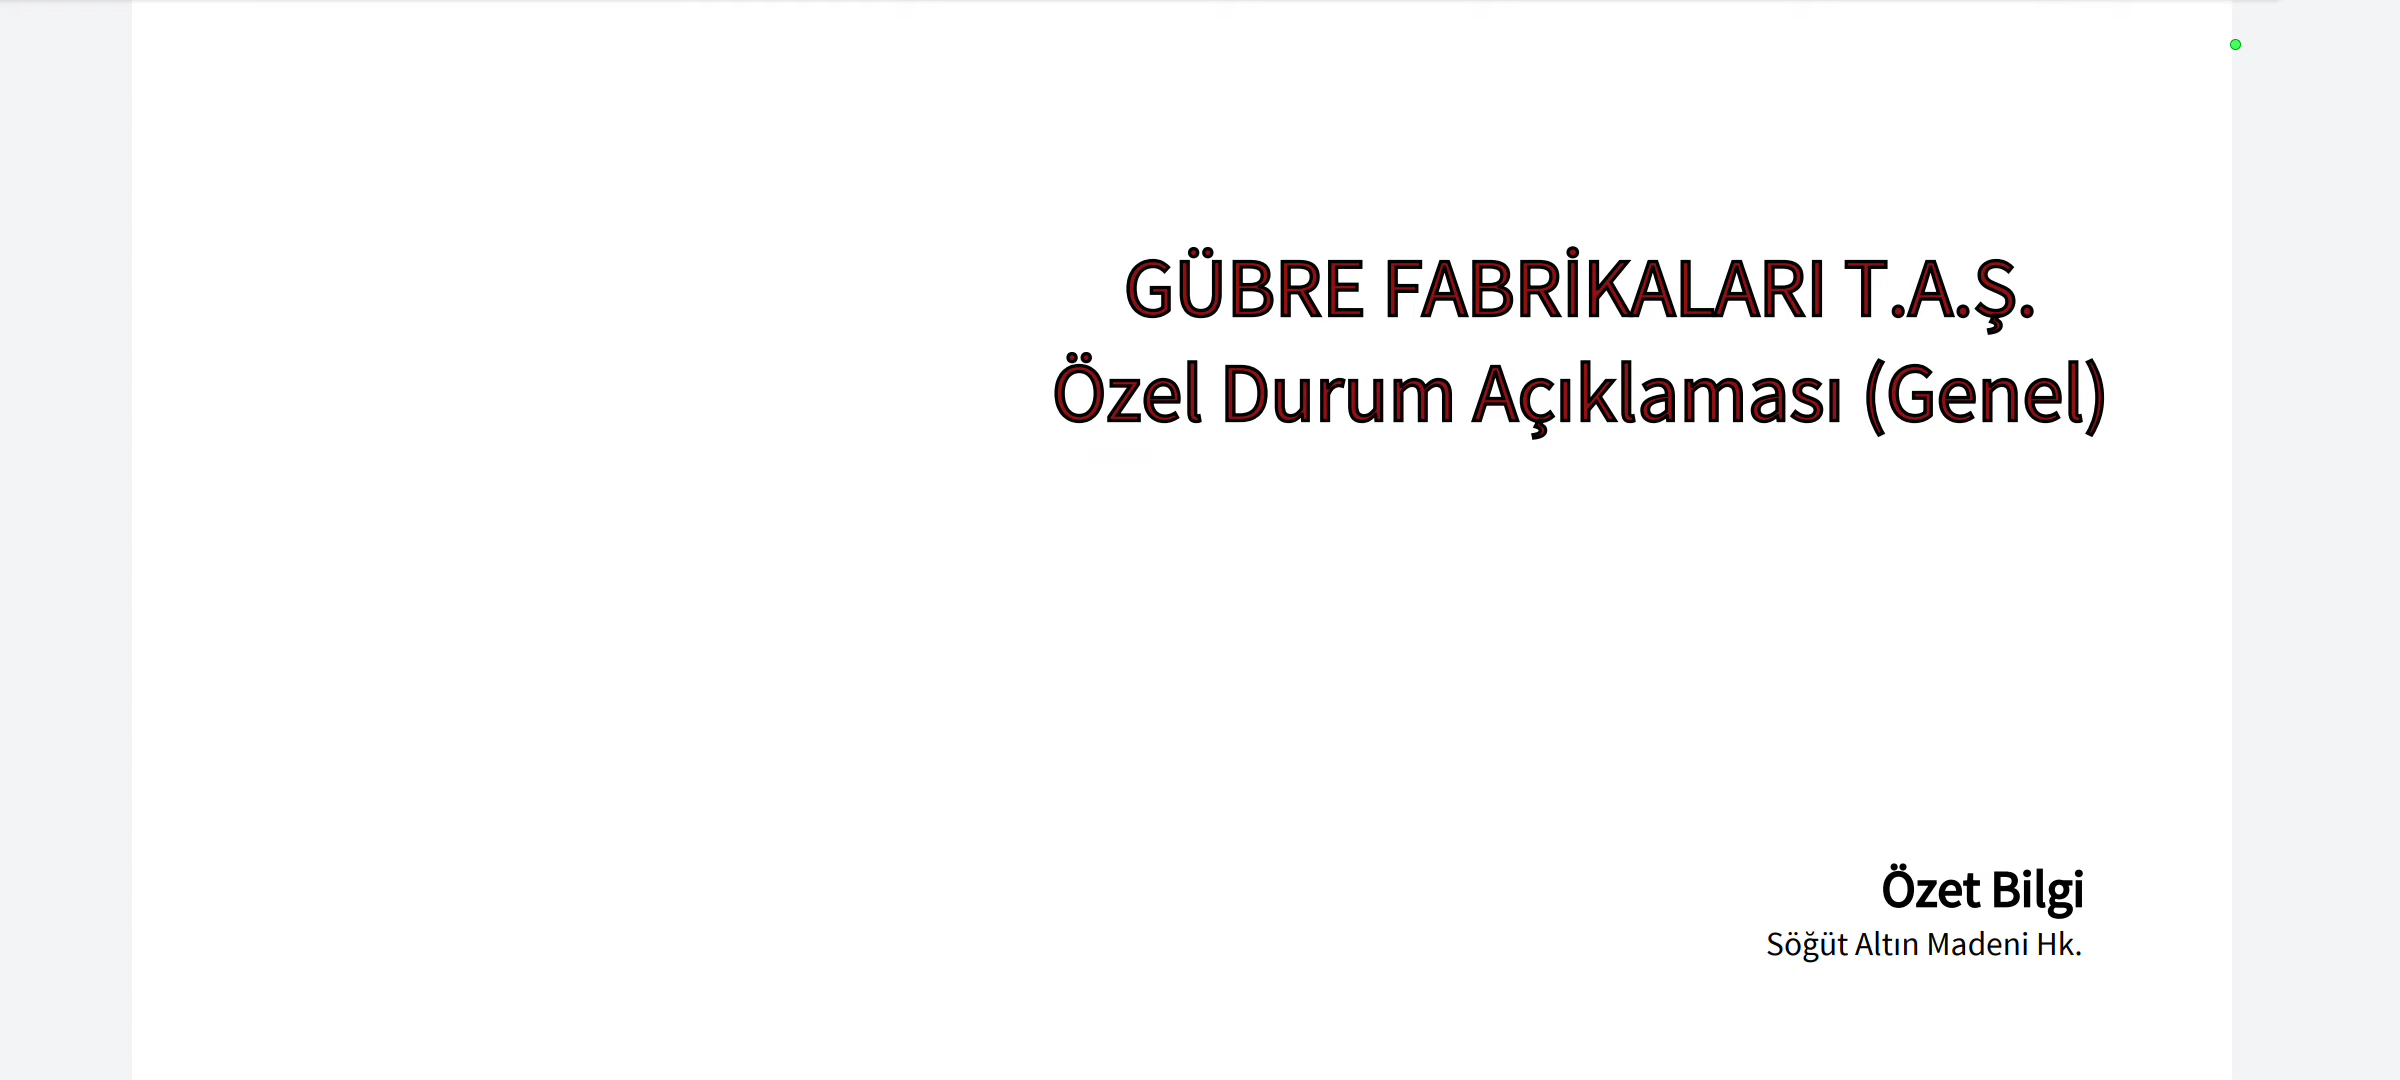 GÜBRE FABRİKALARI T.A.Ş.
Özel Durum Açıklaması (Genel)
Özet Bilgi
Söğüt Altın Madeni Hk.